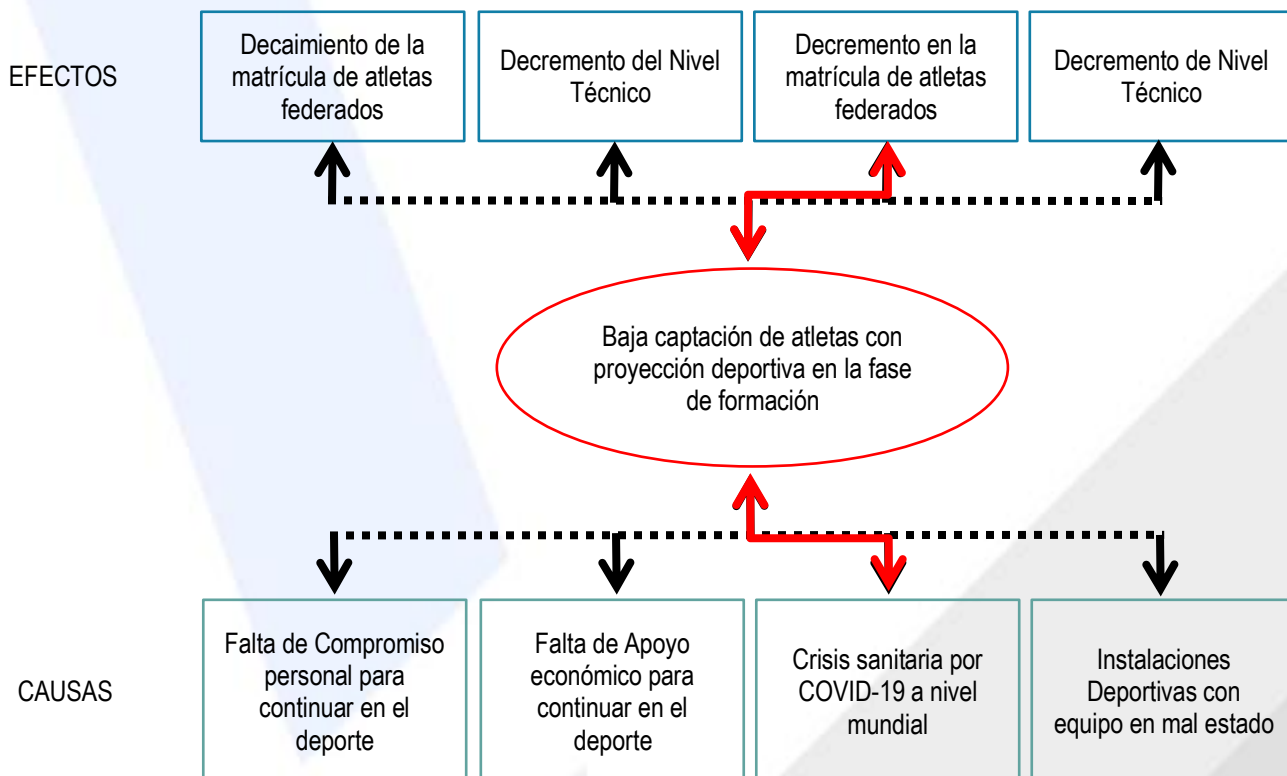 EFECTOS
Decaimiento de la
matrícula de atletas
federados
Decremento del Nivel
Técnico
Decremento en la
matrícula de atletas
federados
Decremento de Nivel
Técnico
Baja captación de atletas con
proyección deportiva en la fase
de formación
CAUSAS
Falta de Compromiso
personal para
continuar en el
deporte
Falta de Apoyo
económico para
continuar en el
deporte
Crisis sanitaria por
COVID-19 a nivel
mundial
Instalaciones
Deportivas con
equipo en mal estado